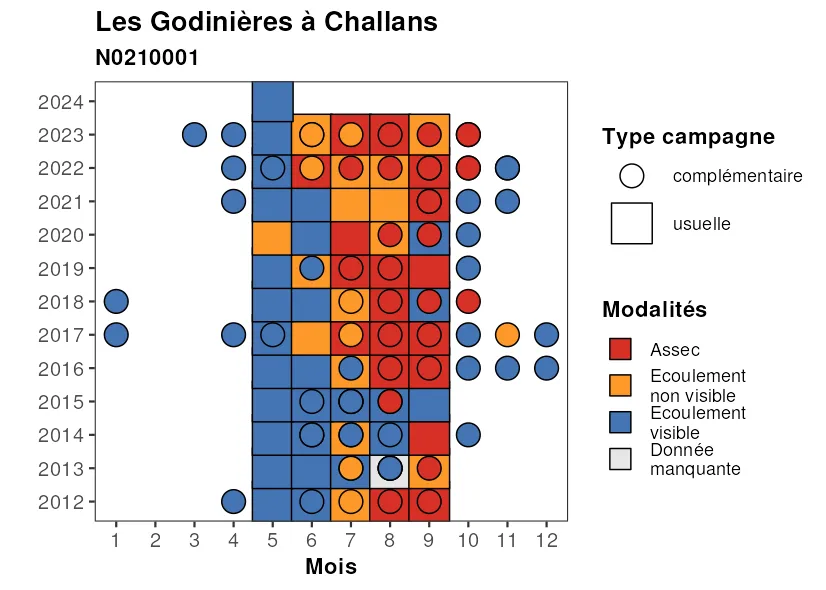 Les Godinières à Challans
N0210001
2024
2023
2022
2021
2020
2019
2018
2017
2016
2015
2014
2013
2012
1 2 3 4 5 6 7 8 9 10 11 12
Mois
Type campagne
complémentaire
usuelle
Modalités
Assec
Ecoulement
non visible
Ecoulement
visible
Donnée
manquante